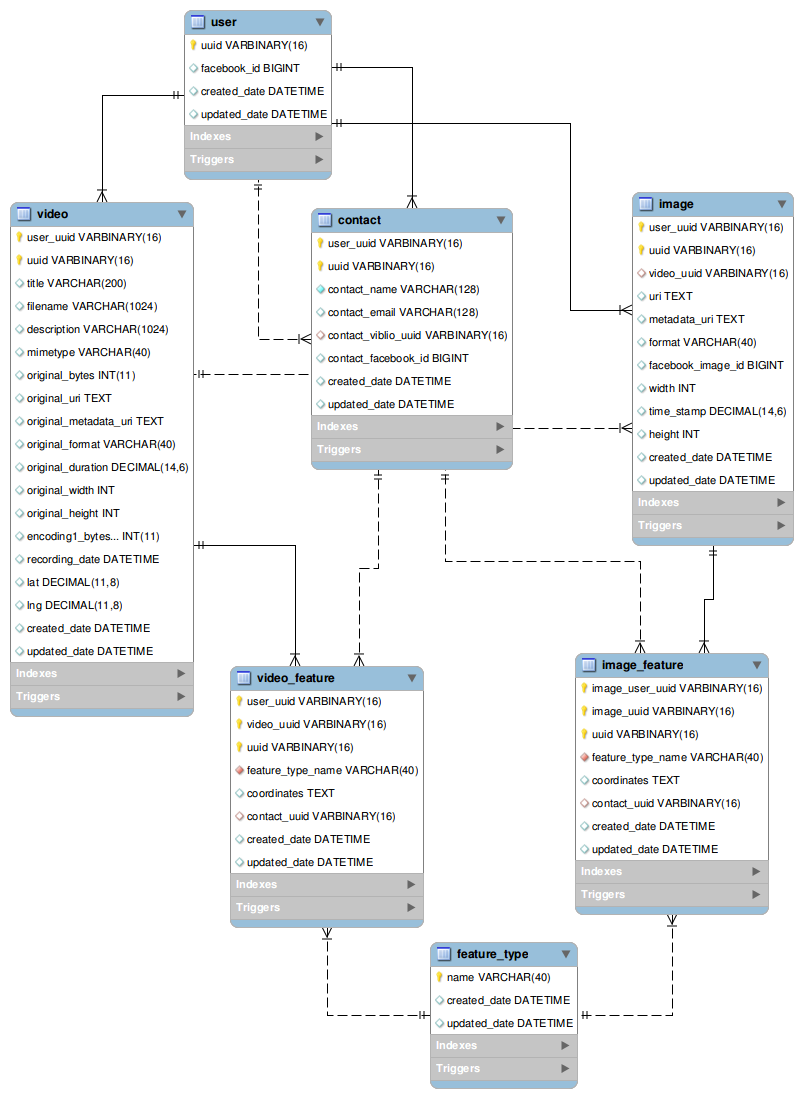 user
uuid VARBINARY(16)
facebook_id BIGINT
created_date DATETIME
updated_date DATETIME
Indexes
Triggers
video
user_uuid VARBINARY(16)
uuid VARBINARY(16)
title VARCHAR(200)
filename VARCHAR(1024)
description VARCHAR(1024)
mimetype VARCHAR(40)
original_bytes INT(11)
original_uri TEXT
original_metadata_uri TEXT
original_format VARCHAR(40)
original_duration DECIMAL(14,6)
original_width INT
original_height INT
encoding1_bytes... INT(11)
recording_date DATETIME
lat DECIMAL(11,8)
lng DECIMAL(11,8)
created_date DATETIME
updated_date DATETIME
Indexes
Triggers
contact
user_uuid VARBINARY(16)
uuid VARBINARY(16)
contact_name VARCHAR(128)
contact_email VARCHAR(128)
contact_viblio_uuid VARBINARY(16)
contact_facebook_id BIGINT
created_date DATETIME
updated_date DATETIME
Indexes
Triggers
image
user_uuid VARBINARY(16)
uuid VARBINARY(16)
video_uuid VARBINARY(16)
uri TEXT
metadata_uri TEXT
format VARCHAR(40)
facebook_image_id BIGINT
width INT
time_stamp DECIMAL(14,6)
height INT
created_date DATETIME
updated_date DATETIME
Indexes
Triggers
video_feature
user_uuid VARBINARY(16)
video_uuid VARBINARY(16)
uuid VARBINARY(16)
feature_type_name VARCHAR(40)
coordinates TEXT
contact_uuid VARBINARY(16)
created_date DATETIME
updated_date DATETIME
Indexes
Triggers
image_feature
image_user_uuid VARBINARY(16)
image_uuid VARBINARY(16)
uuid VARBINARY(16)
feature_type_name VARCHAR(40)
coordinates TEXT
contact_uuid VARBINARY(16)
created_date DATETIME
updated_date DATETIME
Indexes
Triggers
feature_type
name VARCHAR(40)
created_date DATETIME
updated_date DATETIME
Indexes
Triggers